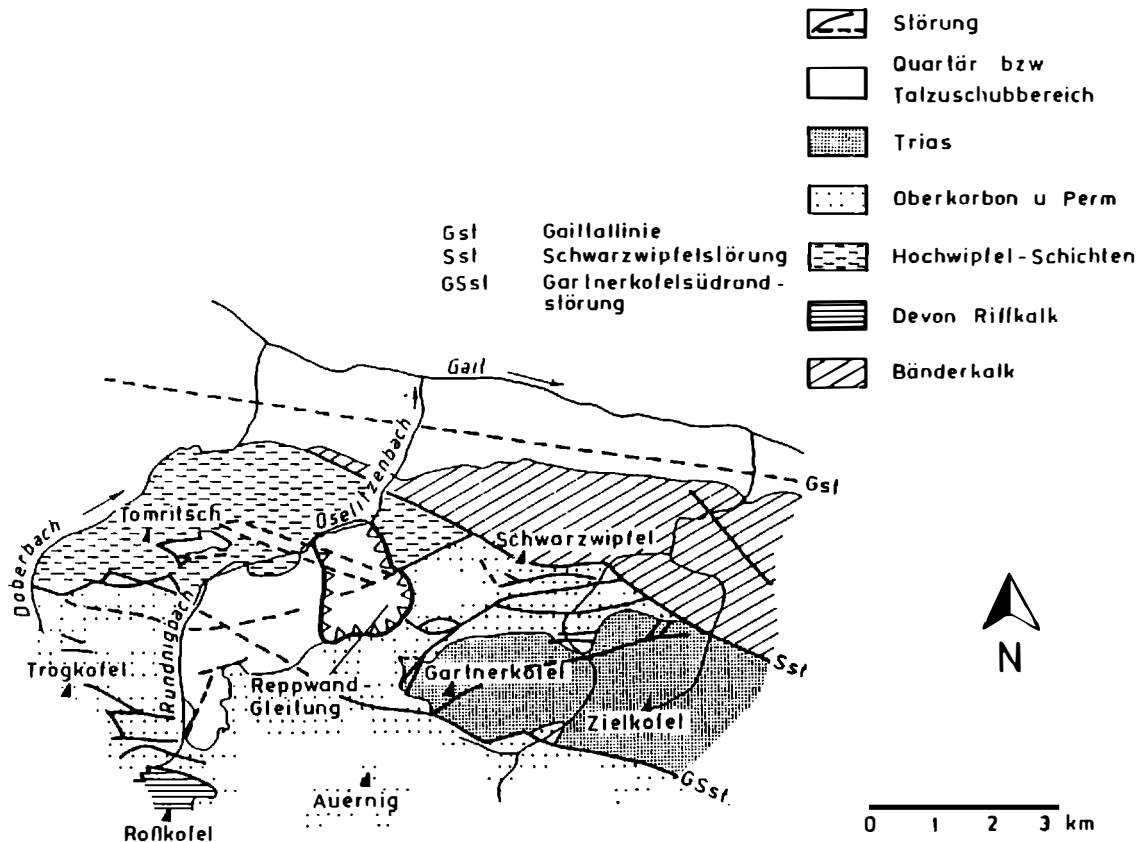 Störung
Quartär bzw
Talzuschubbereich
Trias
Oberkarbon u Perm
Hochwipfel-Schichten
Devon Riffkalk
Bänderkalk
Gst Gailtallinie
Sst Schwarzwipfelstörung
GSst Gartnerkofelsüdrand-
störung
Gail
Gst
Doberbach
Tomritsch
Oselitzenbach
Schwarzwipfel
Rundnigbach
Trogkofel
Reppwand-
Gleitung
Gartnerkofel
Zielkofel
Sst
GSst
Auernig
Roßkofel
N
0 1 2 3 km